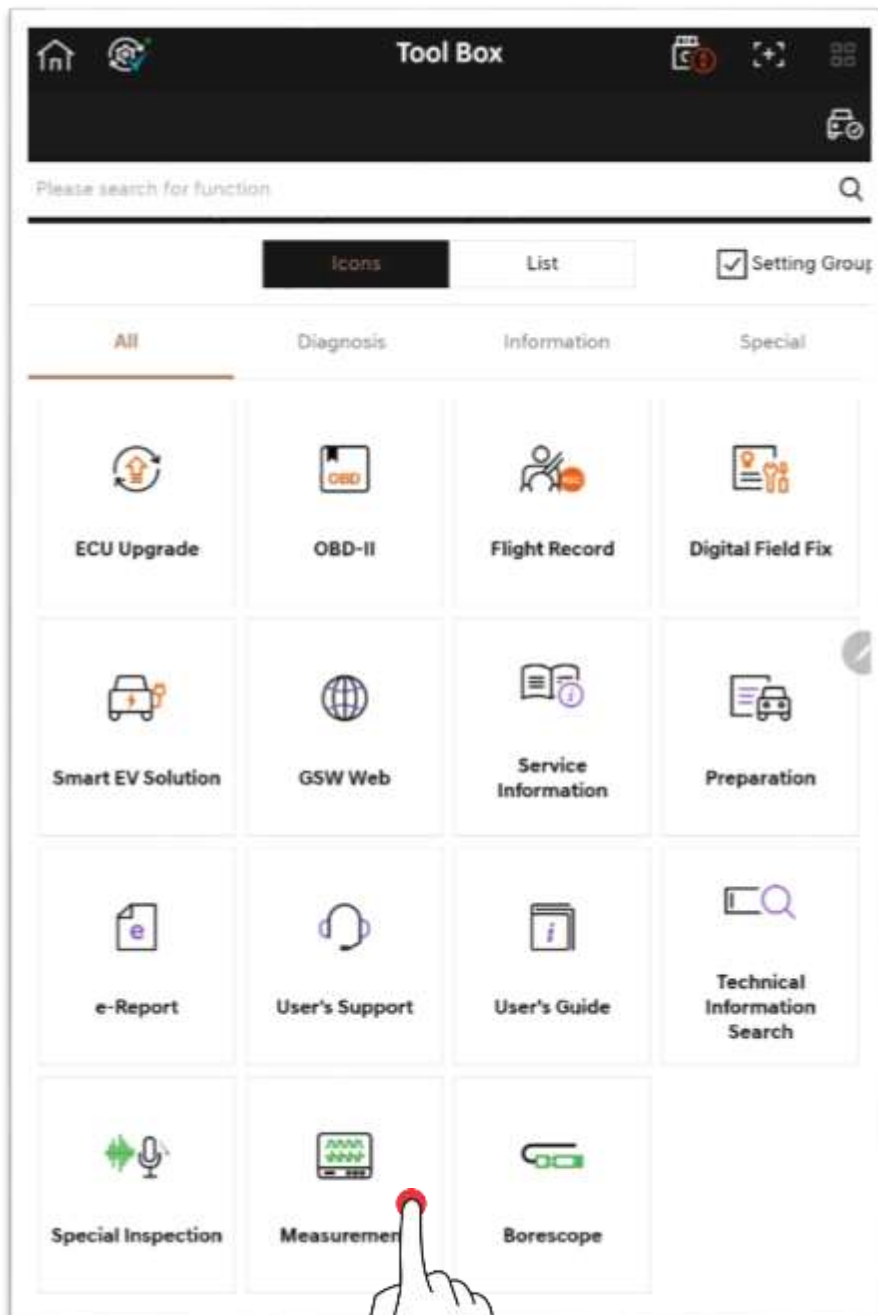 Tool Box
Please search for function
Icons
List
Setting Group
All
Diagnosis
Information
Special
OBD
ECU Upgrade
OBD-II
Flight Record
Digital Field Fix
i
Smart EV Solution
GSW Web
Service
Information
Preparation
e
i
e-Report
User's Support
User's Guide
Technical
Information
Search
Special Inspection
Measuremen
Borescope